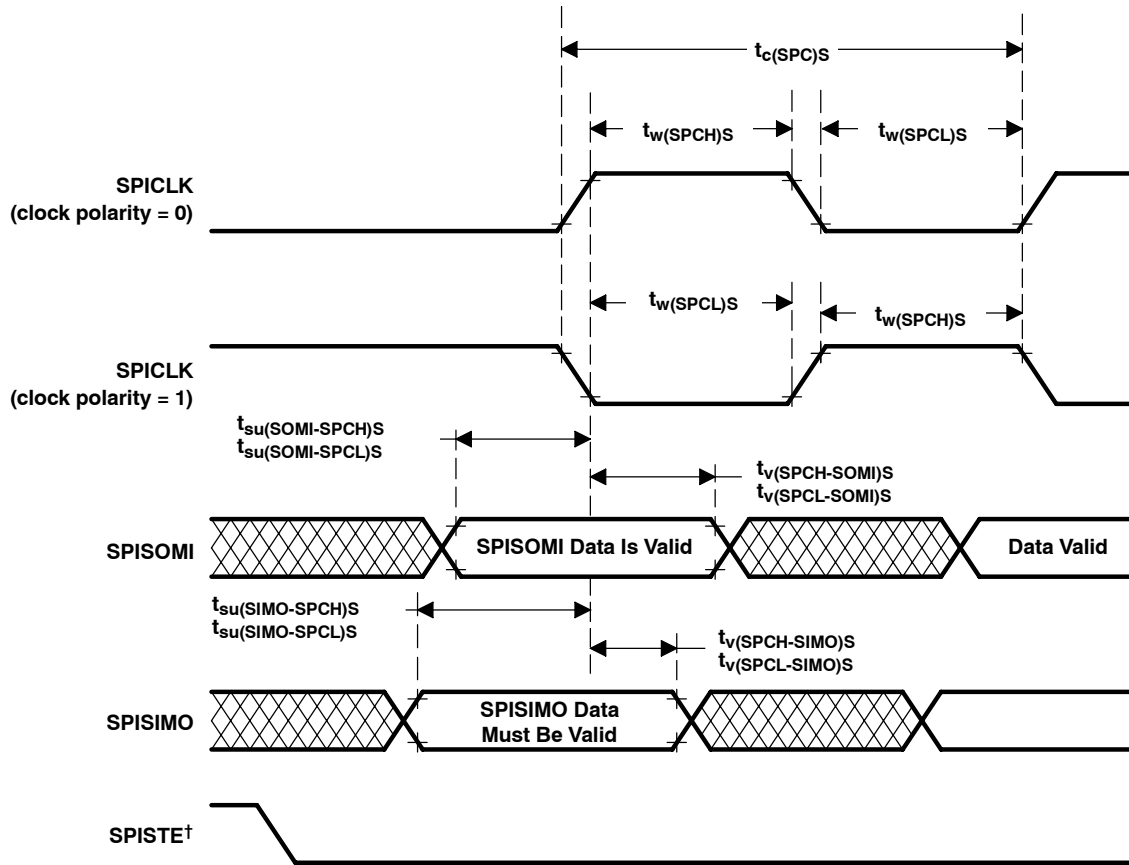 tc(SPC)S
tw(SPCH)S
tw(SPCL)S
SPICLK
(clock polarity = 0)
tw(SPCL)S
tw(SPCH)S
SPICLK
(clock polarity = 1)
tsu(SOMI-SPCH)S
tsu(SOMI-SPCL)S
tv(SPCH-SOMI)S
tv(SPCL-SOMI)S
SPISOMI
SPISOMI Data Is Valid
Data Valid
tsu(SIMO-SPCH)S
tsu(SIMO-SPCL)S
tv(SPCH-SIMO)S
tv(SPCL-SIMO)S
SPISIMO
SPISIMO Data
Must Be Valid
SPISTE†